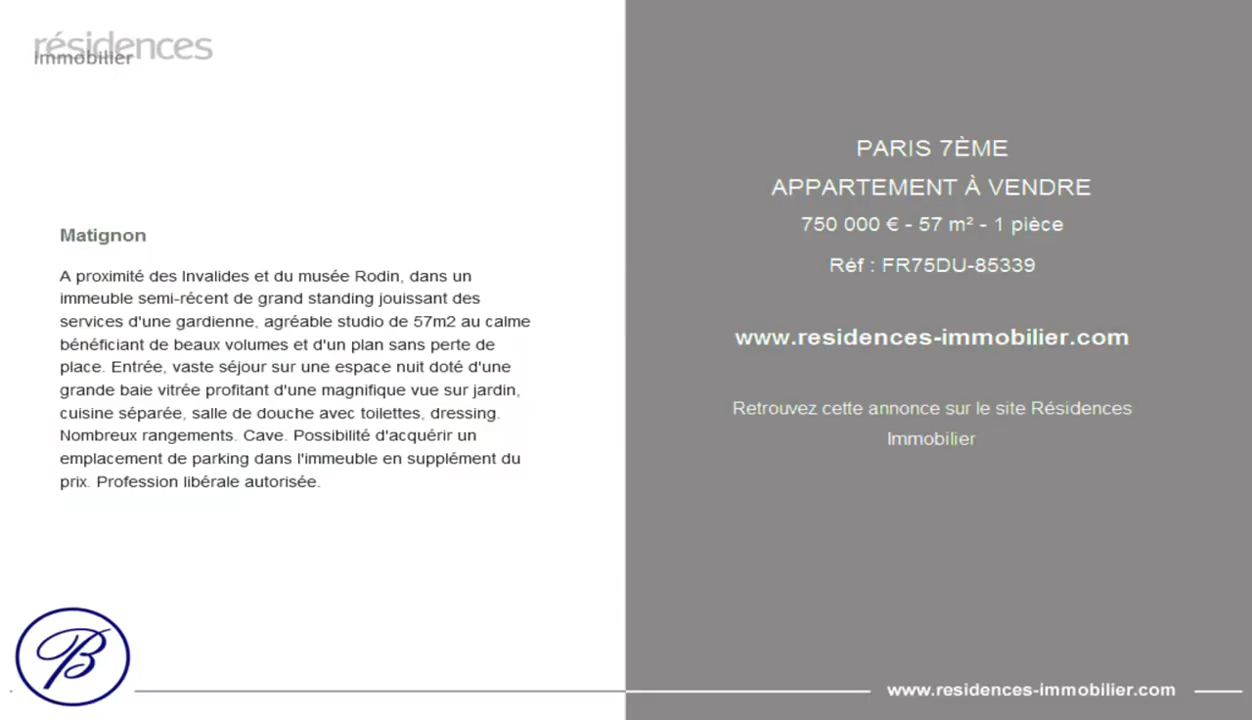 résidences
Immobilier
Matignon
A proximité des Invalides et du musée Rodin, dans un
immeuble semi-récent de grand standing jouissant des
services d'une gardienne, agréable studio de 57m2 au calme
bénéficiant de beaux volumes et d'un plan sans perte de
place. Entrée, vaste séjour sur une espace nuit doté d'une
grande baie vitrée profitant d'une magnifique vue sur jardin,
cuisine séparée, salle de douche avec toilettes, dressing.
Nombreux rangements. Cave. Possibilité d'acquérir un
emplacement de parking dans l'immeuble en supplément du
prix. Profession libérale autorisée.
B
PARIS 7ÈME
APPARTEMENT À VENDRE
750 000 € - 57 m² - 1 pièce
Réf : FR75DU-85339
www.residences-immobilier.com
Retrouvez cette annonce sur le site Résidences
Immobilier
www.residences-immobilier.com